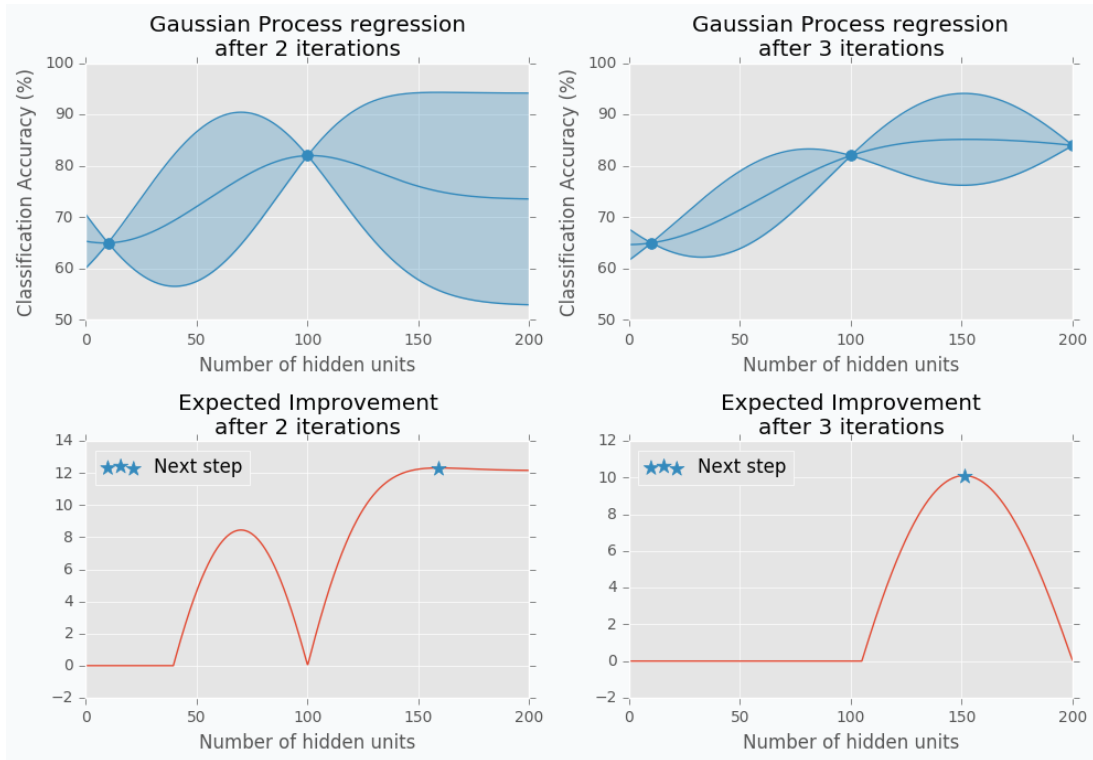 Gaussian Process regression
after 2 iterations
100
90
80
70
60
50
Classification Accuracy (%)
0 50 100 150 200
Number of hidden units
Gaussian Process regression
after 3 iterations
100
90
80
70
60
50
Classification Accuracy (%)
0 50 100 150 200
Number of hidden units
Expected Improvement
after 2 iterations
14
12
10
8
6
4
2
0
−2
Next step
0 50 100 150 200
Number of hidden units
Expected Improvement
after 3 iterations
12
10
8
6
4
2
0
−2
Next step
0 50 100 150 200
Number of hidden units